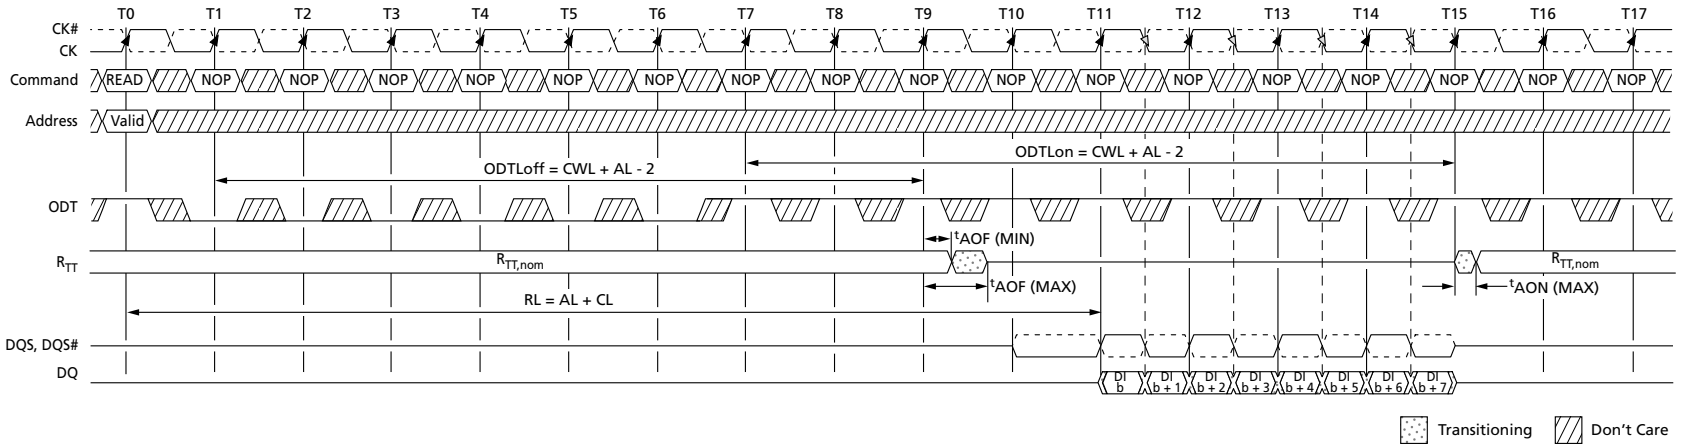 T0 T1 T2 T3 T4 T5 T6 T7 T8 T9 T10 T11 T12 T13 T14 T15 T16 T17
CK#
CK
Command READ NOP NOP NOP NOP NOP NOP NOP NOP NOP NOP NOP NOP NOP NOP NOP NOP NOP
Address Valid
ODTLon = CWL + AL - 2
ODTLoff = CWL + AL - 2
ODT
tAOF (MIN)
RTT RTT,nom RTT,nom
tAOF (MAX) tAON (MAX)
RL = AL + CL
DQS, DQS#
DQ
DI DI DI DI DI DI DI DI
b b + 1 b + 2 b + 3 b + 4 b + 5 b + 6 b + 7
Transitioning Don't Care